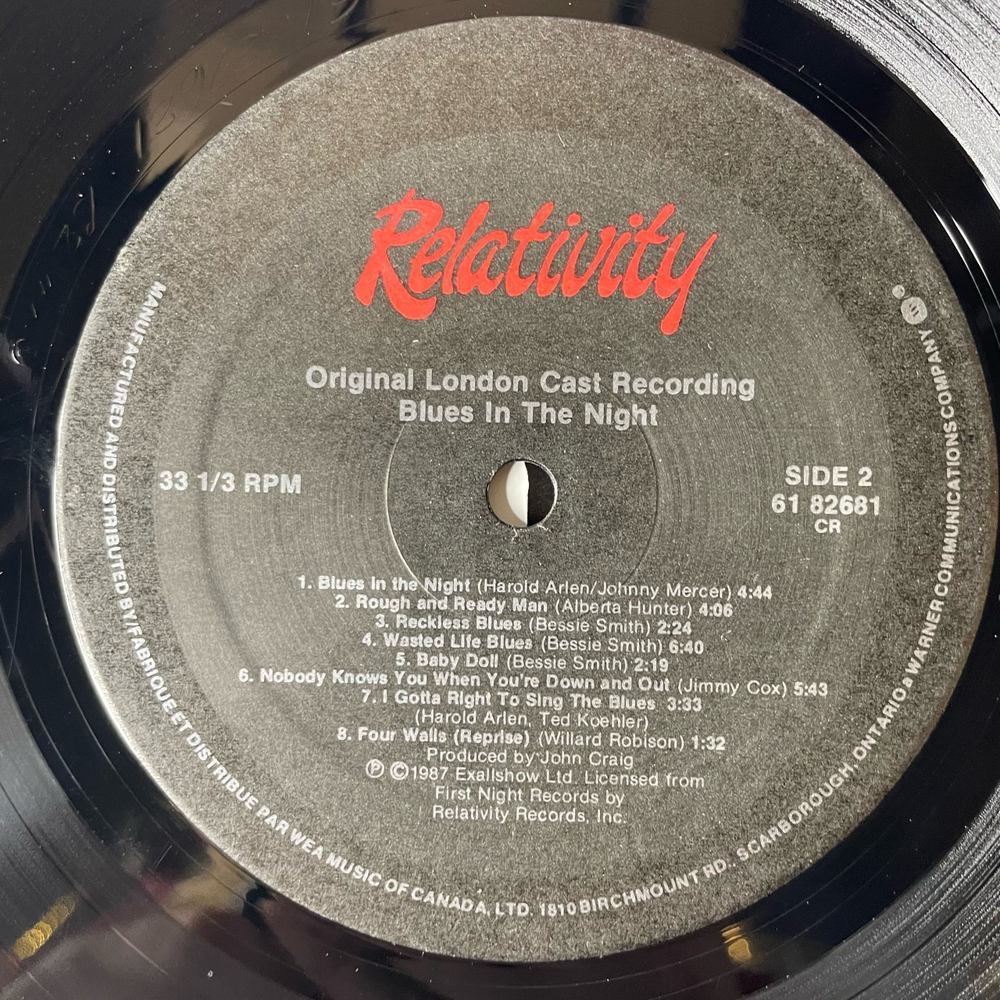 Relativity
Original London Cast Recording
Blues In The Night
33 1/3 RPM
SIDE 2
61 82681
CR
1. Blues in the Night (Harold Arlen/Johnny Mercer) 4:44
2. Rough and Ready Man (Alberta Hunter) 4:06
3. Reckless Blues (Bessie Smith) 2:24
4. Wasted Life Blues (Bessie Smith) 6:40
5. Baby Doll (Bessie Smith) 2:19
6. Nobody Knows You When You're Down and Out (Jimmy Cox) 5:43
7. I Gotta Right To Sing The Blues 3:33
(Harold Arlen, Ted Koehler)
8. Four Walls (Reprise) (Willard Robison) 1:32
Produced by John Craig
℗ ©1987 Exallshow Ltd. Licensed from
First Night Records by
Relativity Records, Inc.
MANUFACTURED AND DISTRIBUTED BY/FABRIQUE ET DISTRIBUE PAR WEA MUSIC OF CANADA, LTD. 1810 BIRCHMOUNT RD., SCARBOROUGH, ONTARIO a WARNER COMMUNICATIONS COMPANY